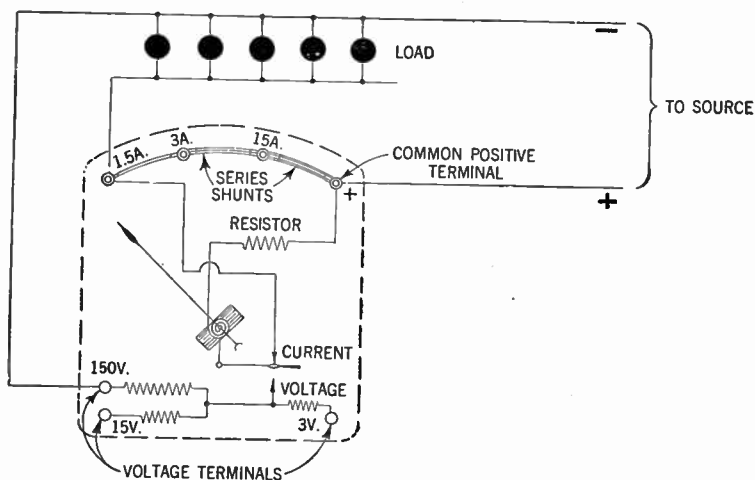 −
LOAD
TO SOURCE
1.5A.
3A.
15A.
COMMON POSITIVE
TERMINAL
SERIES
SHUNTS
+
+
RESISTOR
CURRENT
150V.
VOLTAGE
15V.
3V.
VOLTAGE TERMINALS